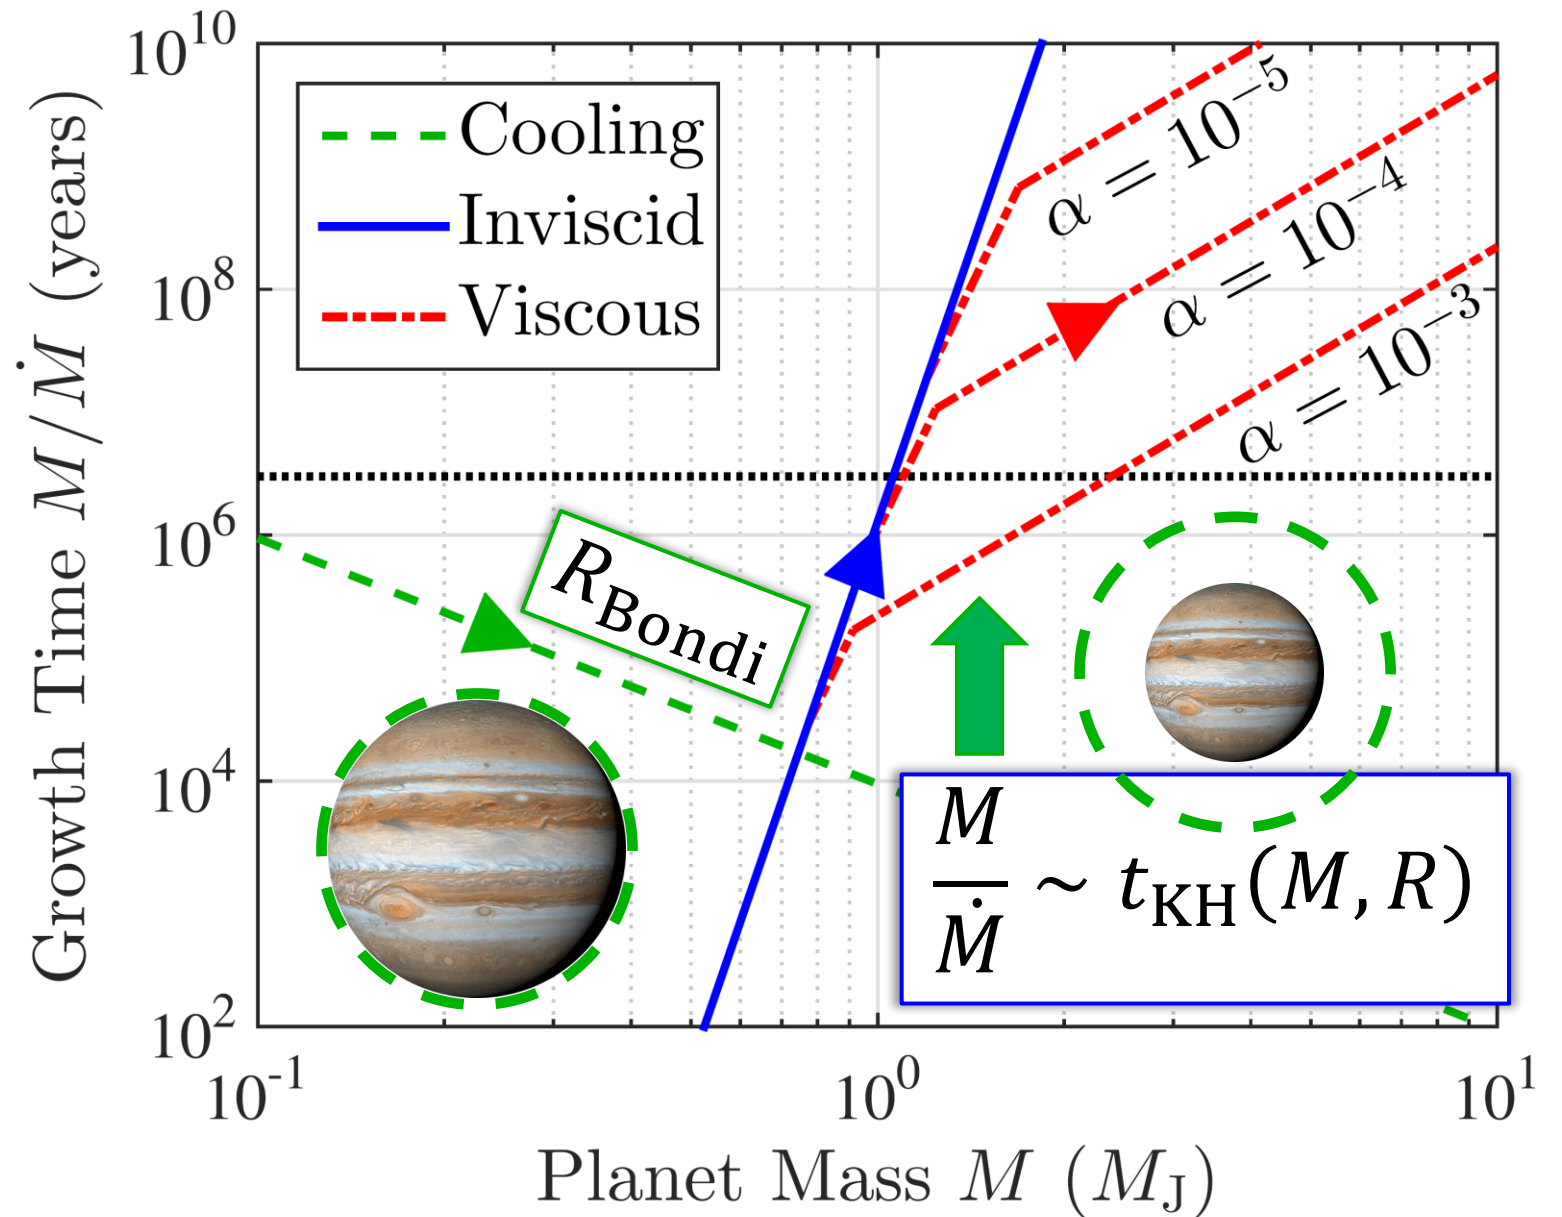 Growth Time M/Ṁ (years)
10^10
10^8
10^6
10^4
10^2
Cooling
Inviscid
Viscous
α = 10^−5
α = 10^−4
α = 10^−3
R_Bondi
M/Ṁ ~ t_KH(M, R)
10^-1
10^0
10^1
Planet Mass M (M_J)